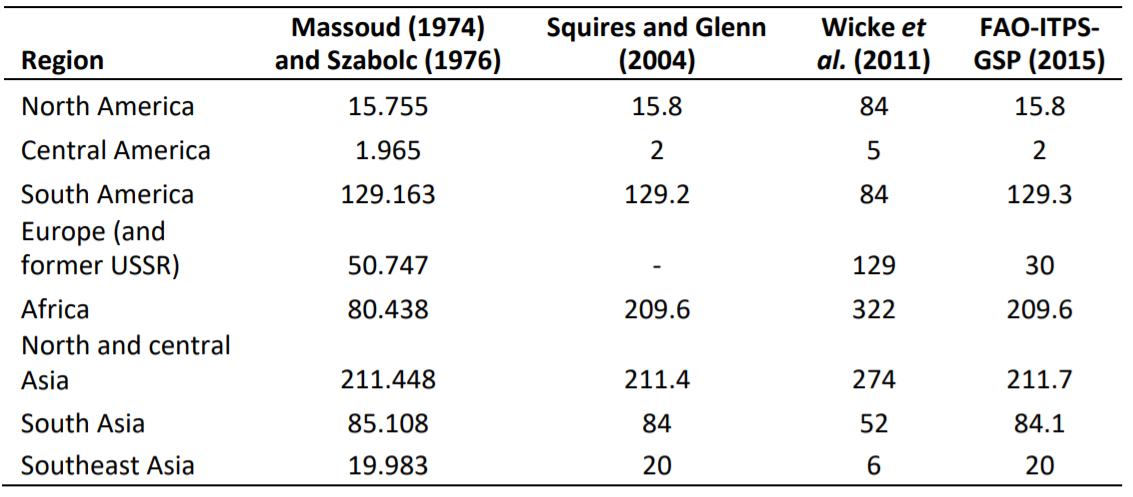 Region Massoud (1974) and Szabolc (1976) Squires and Glenn (2004) Wicke et al. (2011) FAO-ITPS-GSP (2015)
North America 15.755 15.8 84 15.8
Central America 1.965 2 5 2
South America 129.163 129.2 84 129.3
Europe (and
former USSR) 50.747 - 129 30
Africa 80.438 209.6 322 209.6
North and central
Asia 211.448 211.4 274 211.7
South Asia 85.108 84 52 84.1
Southeast Asia 19.983 20 6 20